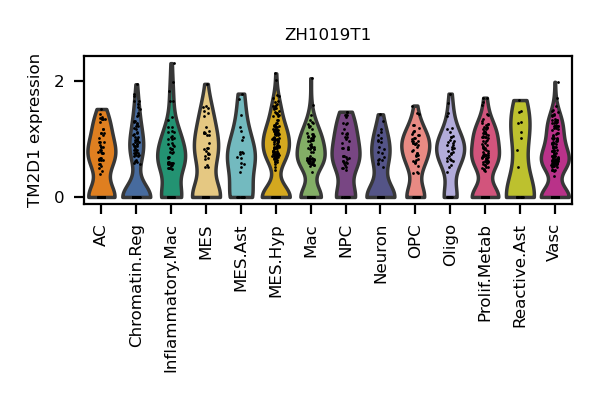 ZH1019T1
TM2D1 expression
2
0
AC
Chromatin.Reg
Inflammatory.Mac
MES
MES.Ast
MES.Hyp
Mac
NPC
Neuron
OPC
Oligo
Prolif.Metab
Reactive.Ast
Vasc